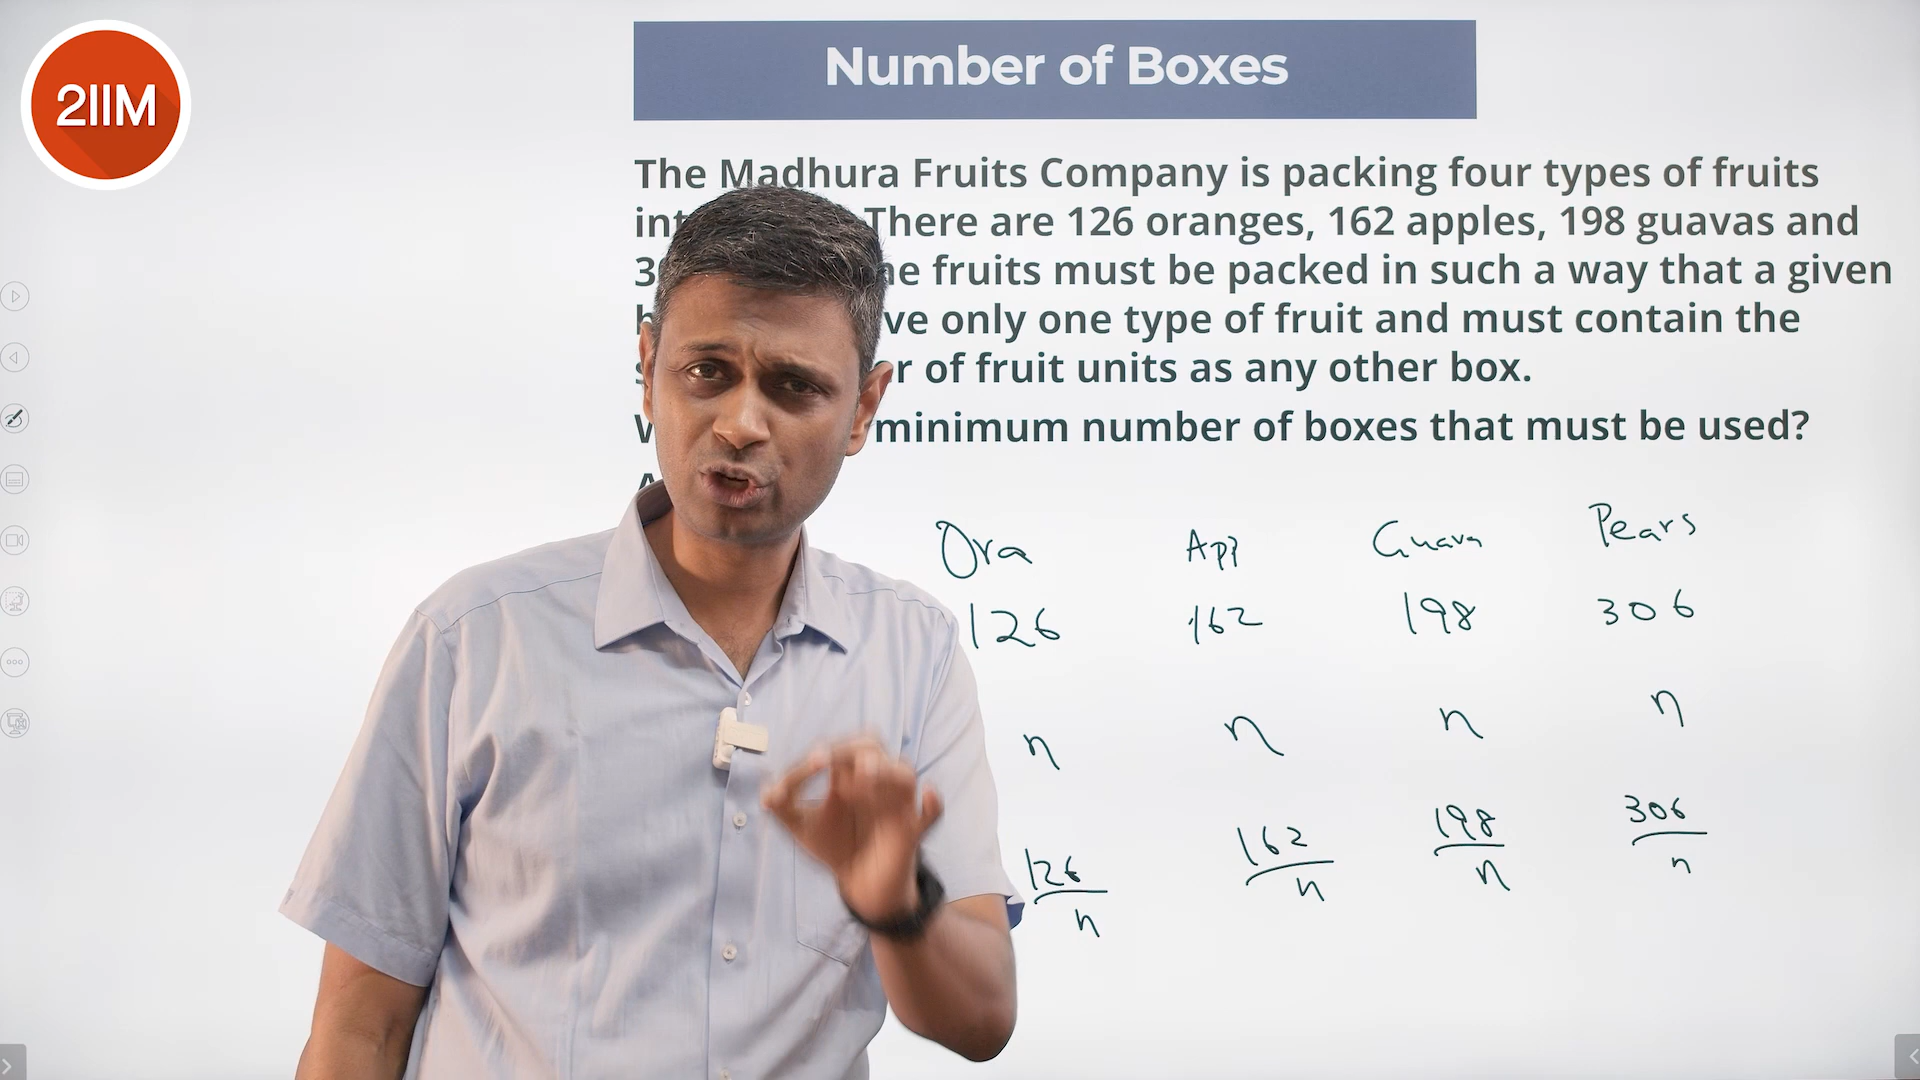 2IIM
Number of Boxes
The Madhura Fruits Company is packing four types of fruits
There are 126 oranges, 162 apples, 198 guavas and
fruits must be packed in such a way that a given
only one type of fruit and must contain the
of fruit units as any other box.
minimum number of boxes that must be used?
Ora App Guava Pears
126 162 198 306
n n n n
126/n 162/n 198/n 306/n